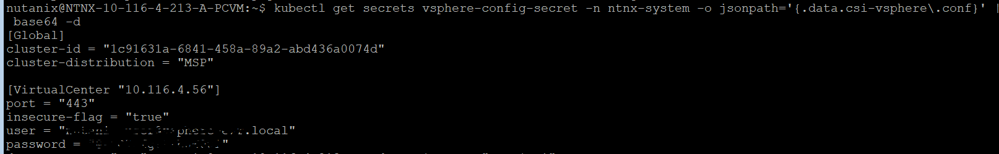 nutanix@NTNX-10-116-4-213-A-PCVM:~$ kubectl get secrets vsphere-config-secret -n ntnx-system -o jsonpath='{.data.csi-vsphere\.conf}' |
base64 -d
[Global]
cluster-id = "1c91631a-6841-458a-89a2-abd436a0074d"
cluster-distribution = "MSP"
[VirtualCenter "10.116.4.56"]
port = "443"
insecure-flag = "true"
user = " .local"
password = " "